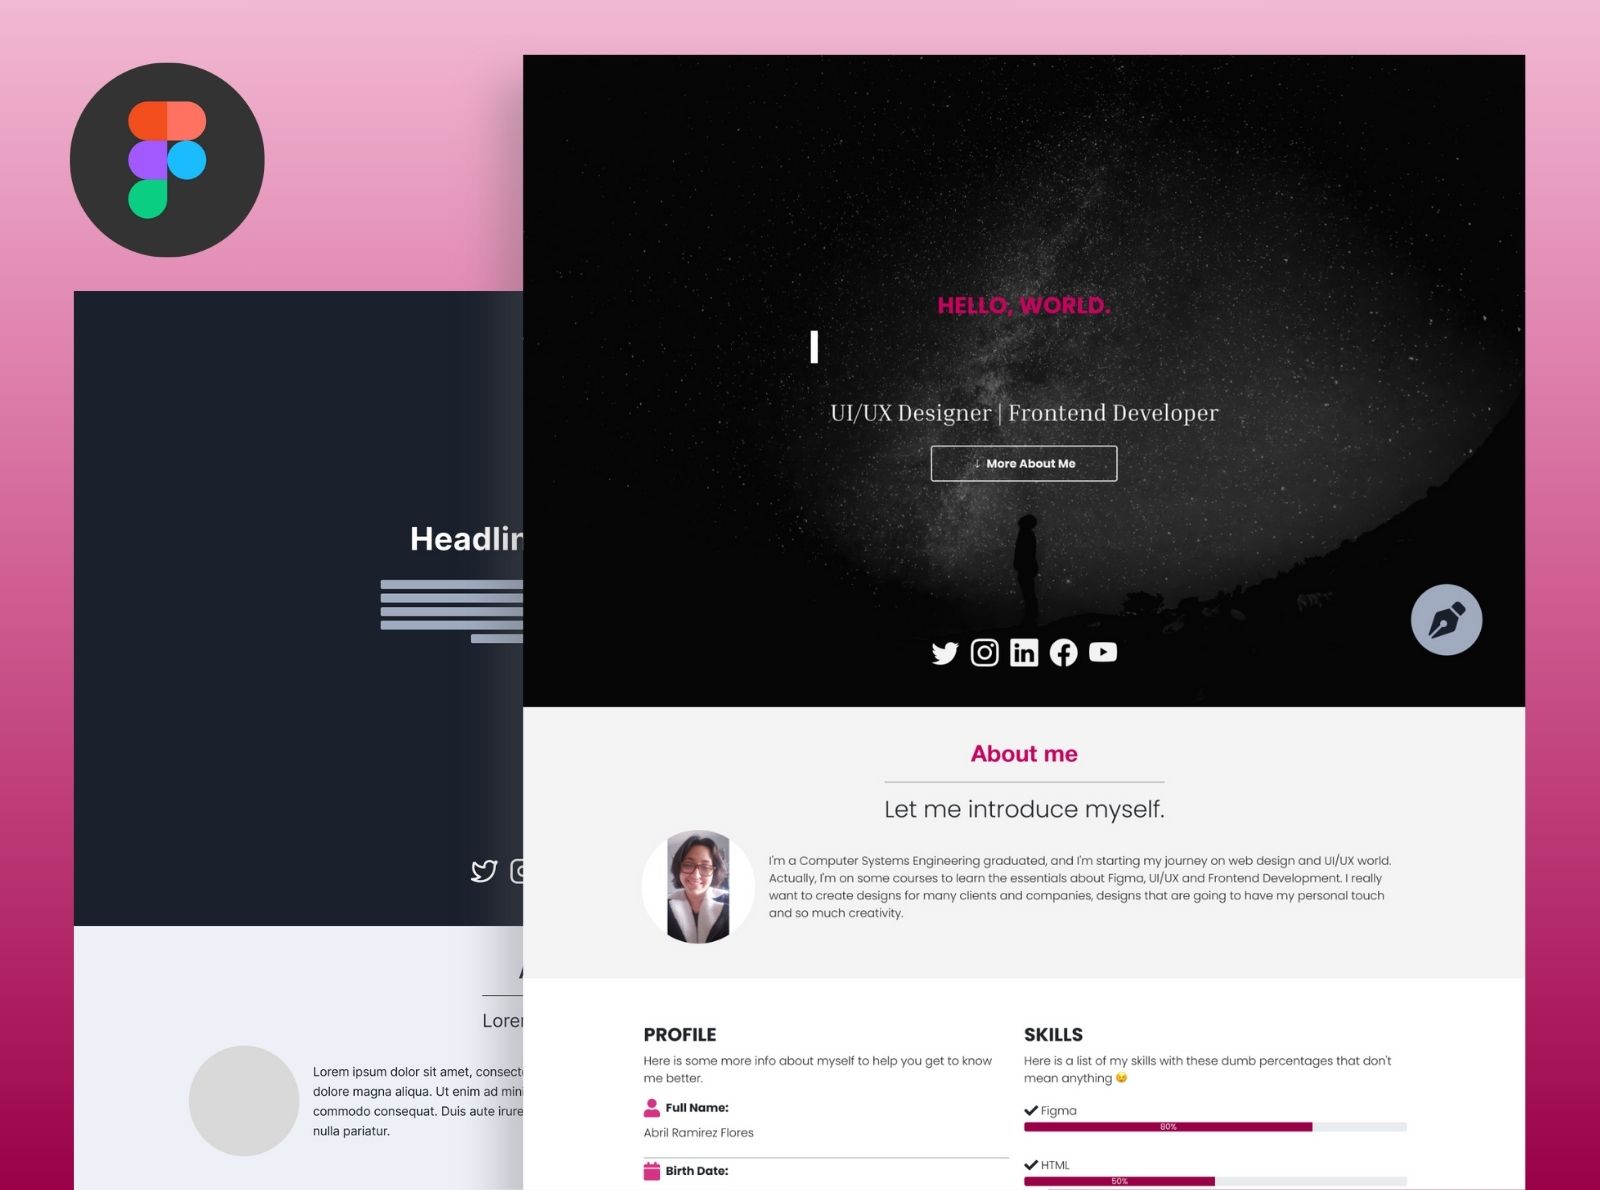 HELLO, WORLD.
I
UI/UX Designer | Frontend Developer
↓ More About Me
Headlin
About me
Let me introduce myself.
I'm a Computer Systems Engineering graduated, and I'm starting my journey on web design and UI/UX world.
Actually, I'm on some courses to learn the essentials about Figma, UI/UX and Frontend Development. I really
want to create designs for many clients and companies, designs that are going to have my personal touch
and so much creativity.
Lorem ipsum dolor sit amet, consect
dolore magna aliqua. Ut enim ad min
commodo consequat. Duis aute irure
nulla pariatur.
Lore
PROFILE
Here is some more info about myself to help you get to know
me better.
Full Name:
Abril Ramirez Flores
Birth Date:
SKILLS
Here is a list of my skills with these dumb percentages that don't
mean anything 😉
Figma
80%
HTML
50%